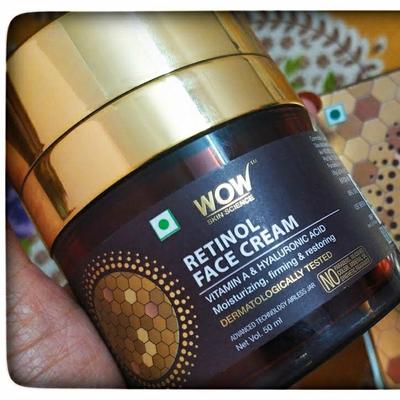 WOW
SKIN SCIENCE
RETINOL
FACE CREAM
VITAMIN A & HYALURONIC ACID
Moisturizing, firming & restoring
DERMATOLOGICALLY TESTED
ADVANCED TECHNOLOGY AIRLESS JAR
Net Vol. 50 ml
NO